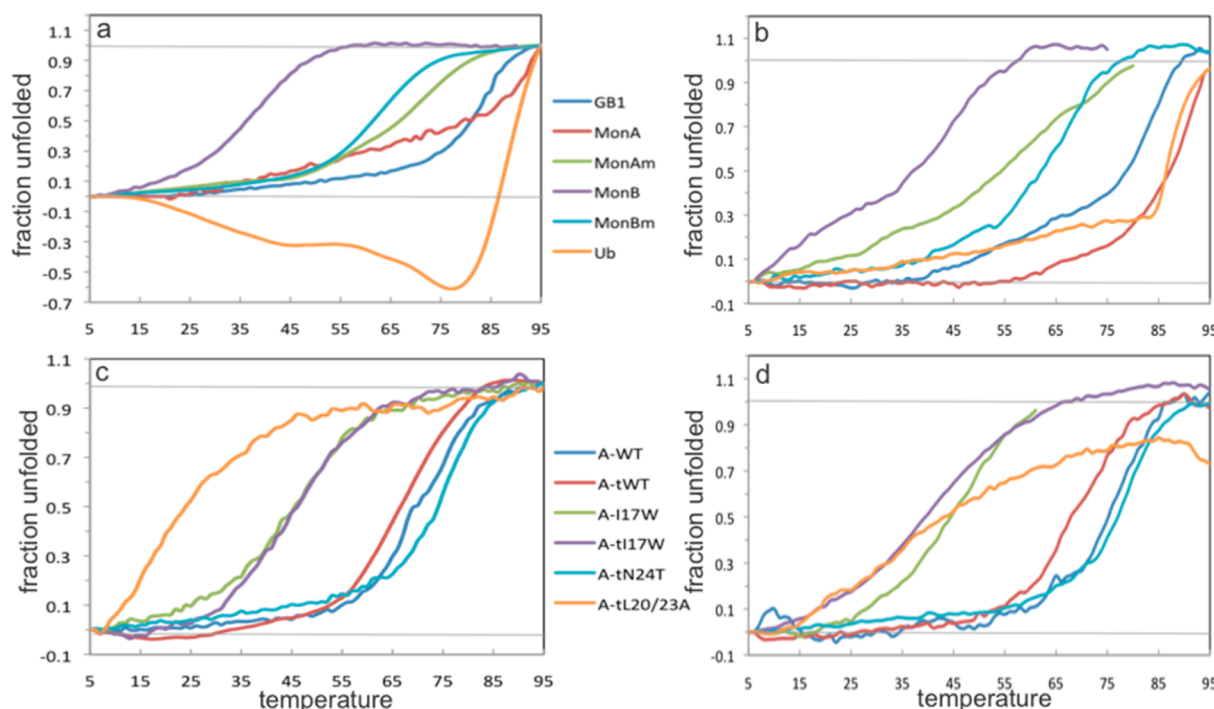 a
fraction unfolded
1.1
0.9
0.7
0.5
0.3
0.1
-0.1
-0.3
-0.5
-0.7
5 15 25 35 45 55 65 75 85 95
GB1
MonA
MonAm
MonB
MonBm
Ub
b
fraction unfolded
1.1
0.9
0.7
0.5
0.3
0.1
-0.1
5 15 25 35 45 55 65 75 85 95
c
fraction unfolded
1.1
0.9
0.7
0.5
0.3
0.1
-0.1
5 15 25 35 45 55 65 75 85 95
temperature
A-WT
A-tWT
A-I17W
A-tI17W
A-tN24T
A-tL20/23A
d
fraction unfolded
1.1
0.9
0.7
0.5
0.3
0.1
-0.1
5 15 25 35 45 55 65 75 85 95
temperature